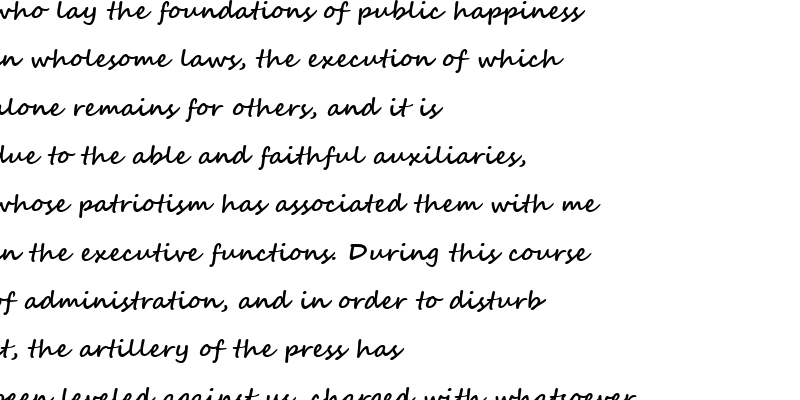 who lay the foundations of public happiness
in wholesome laws, the execution of which
alone remains for others, and it is
due to the able and faithful auxiliaries,
whose patriotism has associated them with me
in the executive functions. During this course
of administration, and in order to disturb
it, the artillery of the press has
been leveled against us, charged with whatsoever